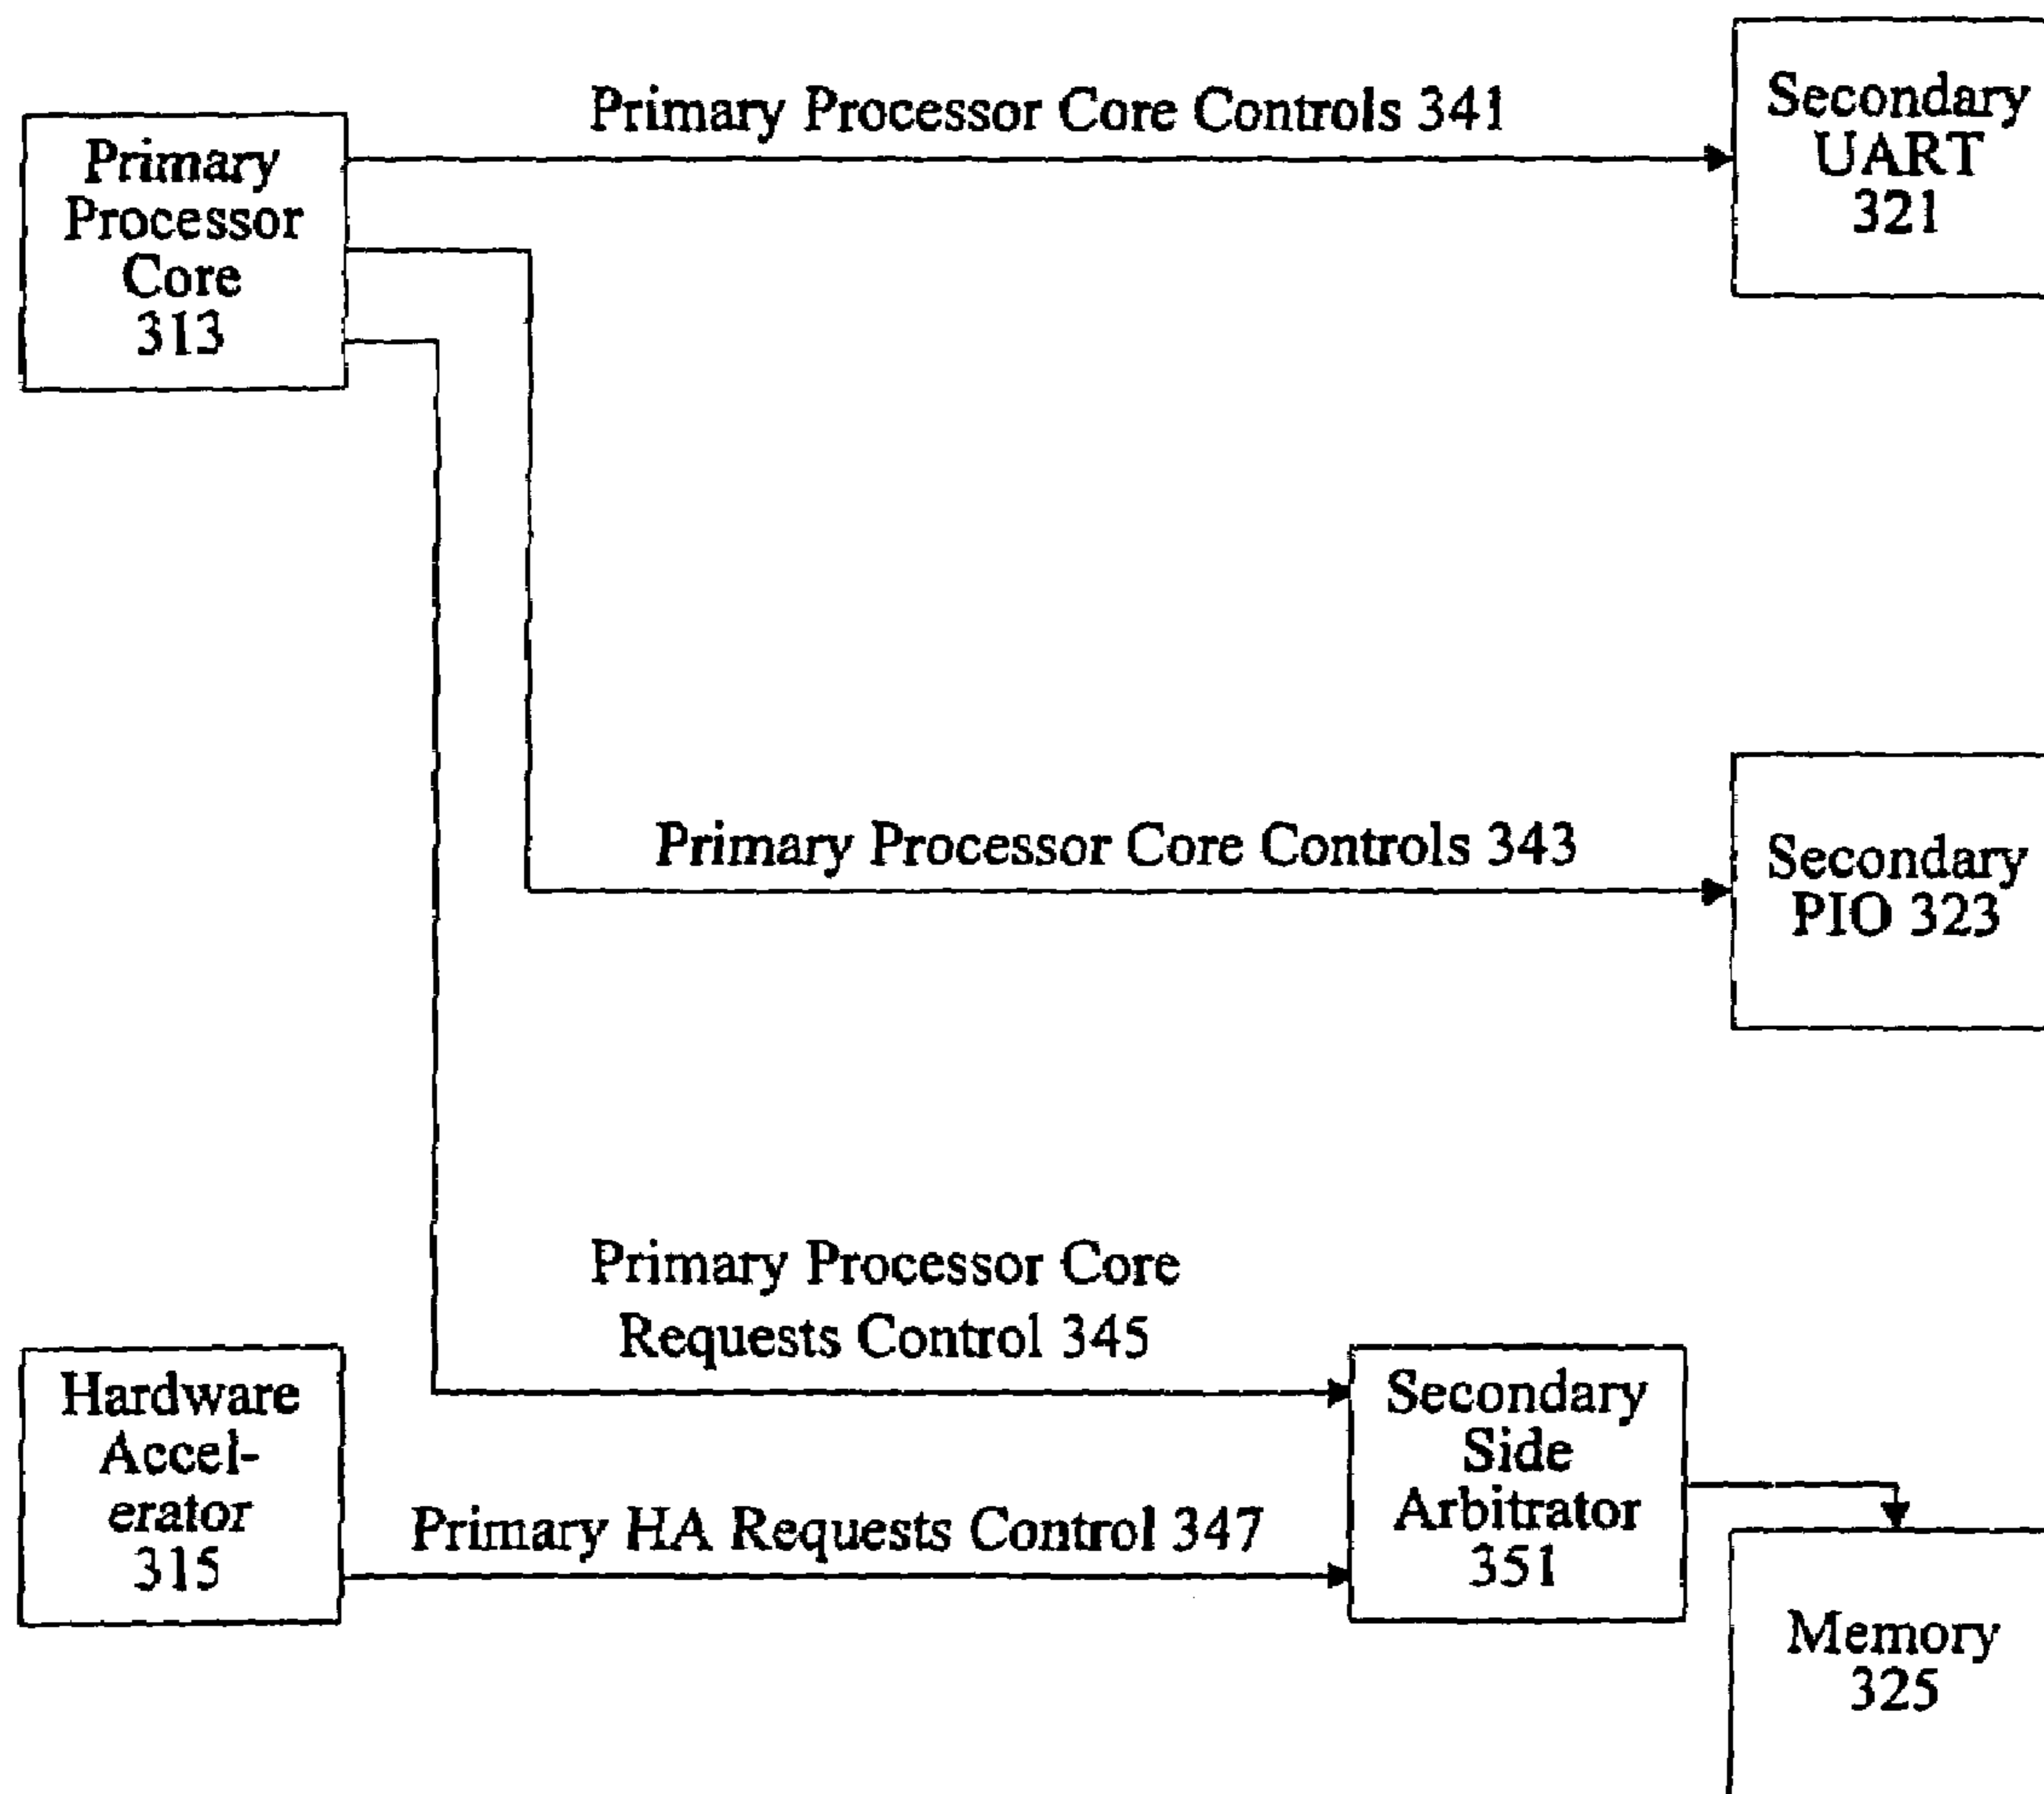 Primary Processor Core Controls 341
Secondary
UART
321
Primary
Processor
Core
313
Primary Processor Core Controls 343
Secondary
PIO 323
Primary Processor Core
Requests Control 345
Hardware
Accel-
erator
315
Primary HA Requests Control 347
Secondary
Side
Arbitrator
351
Memory
325